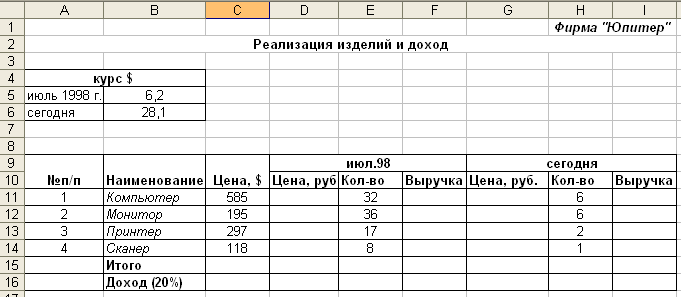 A B C D E F G H I
1 Фирма "Юпитер"
2 Реализация изделий и доход
3
4 курс $
5 июль 1998 г. 6,2
6 сегодня 28,1
7
8
9 июл.98 сегодня
10 №п/п Наименование Цена, $ Цена, руб Кол-во Выручка Цена, руб. Кол-во Выручка
11 1 Компьютер 585 32 6
12 2 Монитор 195 36 6
13 3 Принтер 297 17 2
14 4 Сканер 118 8 1
15 Итого
16 Доход (20%)